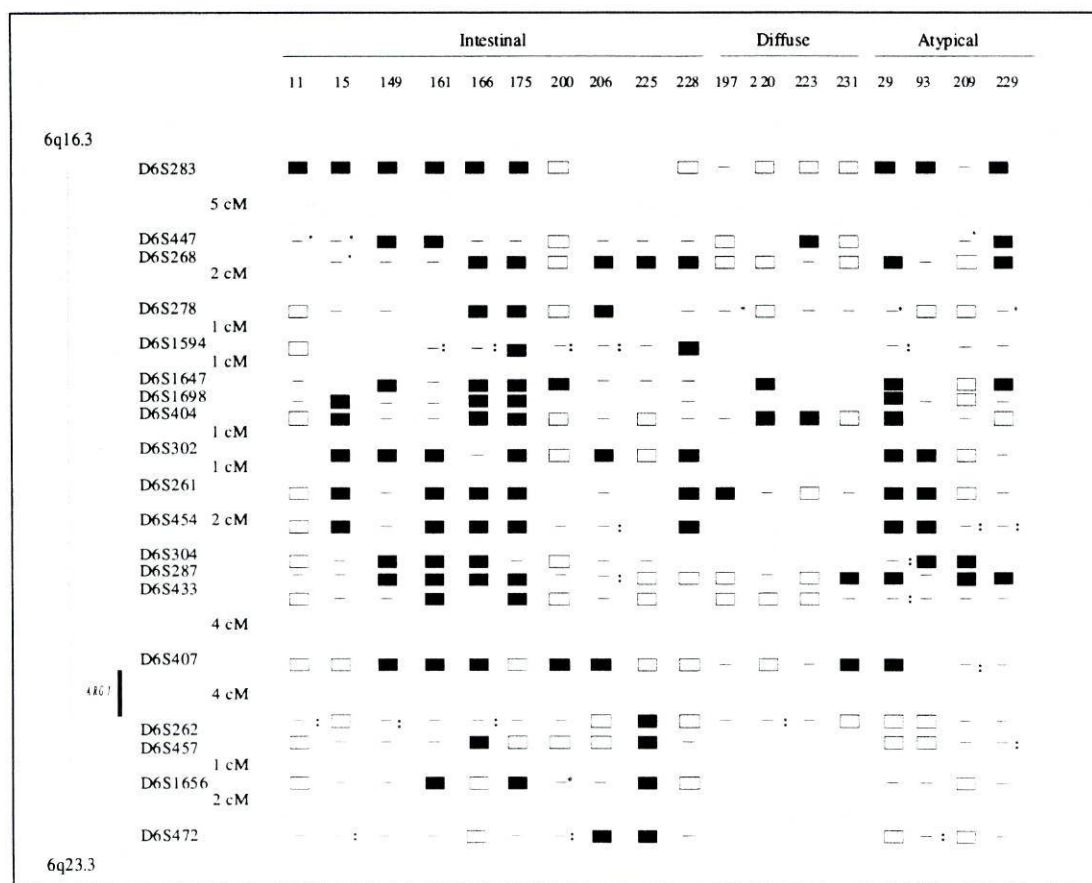 Intestinal Diffuse Atypical
11 15 149 161 166 175 200 206 225 228 197 220 223 231 29 93 209 229
6q16.3
D6S283
5 cM
D6S447
D6S268
2 cM
D6S278
1 cM
D6S1594
1 cM
D6S1647
D6S1698
D6S404
1 cM
D6S302
1 cM
D6S261
D6S454 2 cM
D6S304
D6S287
D6S433
4 cM
D6S407
ARG1
4 cM
D6S262
D6S457
1 cM
D6S1656
2 cM
D6S472
6q23.3